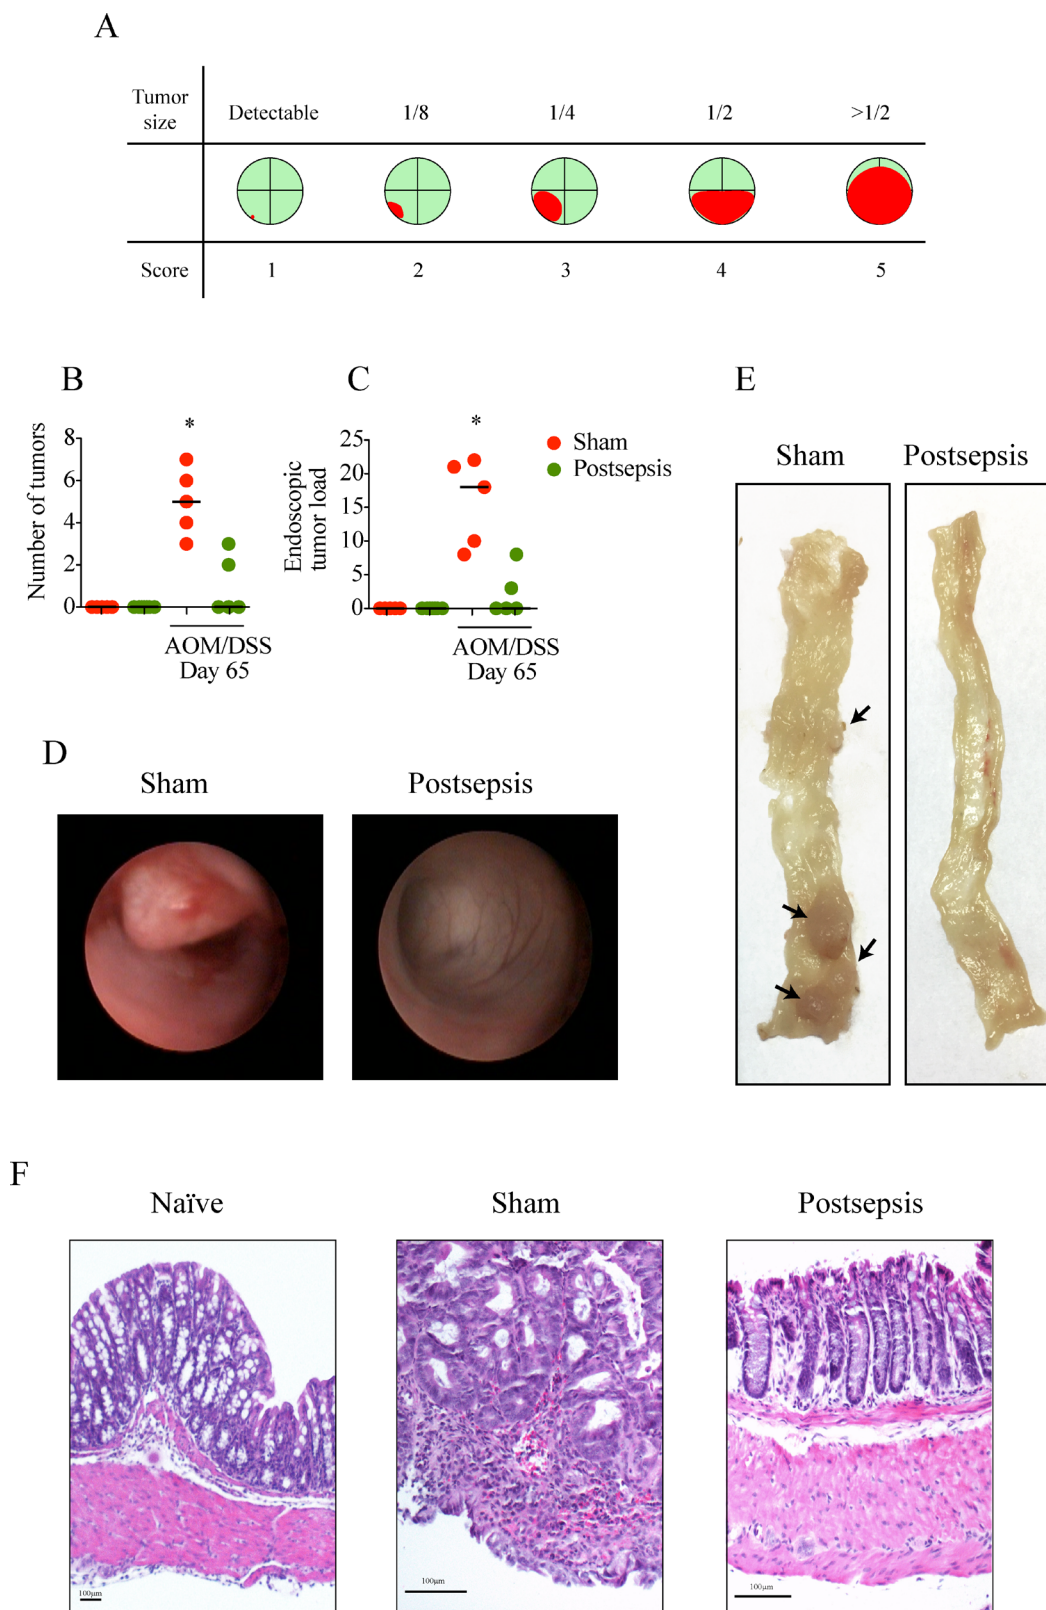 A
Tumor size
Detectable 1/8 1/4 1/2 >1/2
Score 1 2 3 4 5
B
Number of tumors
8
6
4
2
0
*
AOM/DSS
Day 65
C
Endoscopic
tumor load
25
20
15
10
5
0
*
AOM/DSS
Day 65
Sham
Postsepsis
D
Sham Postsepsis
E
Sham Postsepsis
F
Naïve Sham Postsepsis
100µm
100µm
100µm